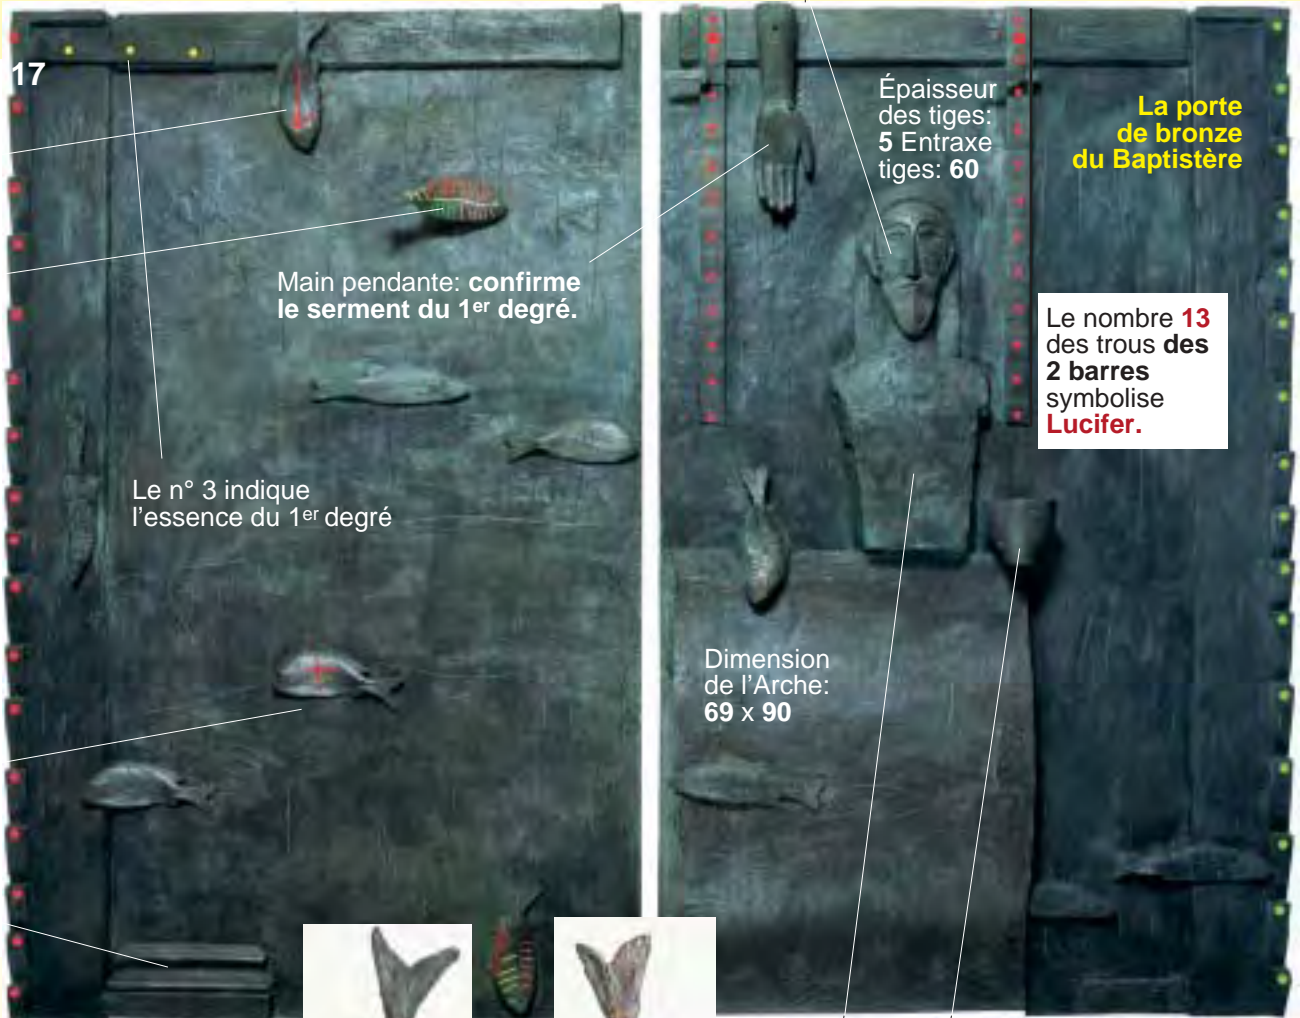 17
Épaisseur
des tiges:
5 Entraxe
tiges: 60
La porte
de bronze
du Baptistère
Main pendante: confirme
le serment du 1er degré.
Le nombre 13
des trous des
2 barres
symbolise
Lucifer.
Le n° 3 indique
l'essence du 1er degré
Dimension
de l'Arche:
69 x 90